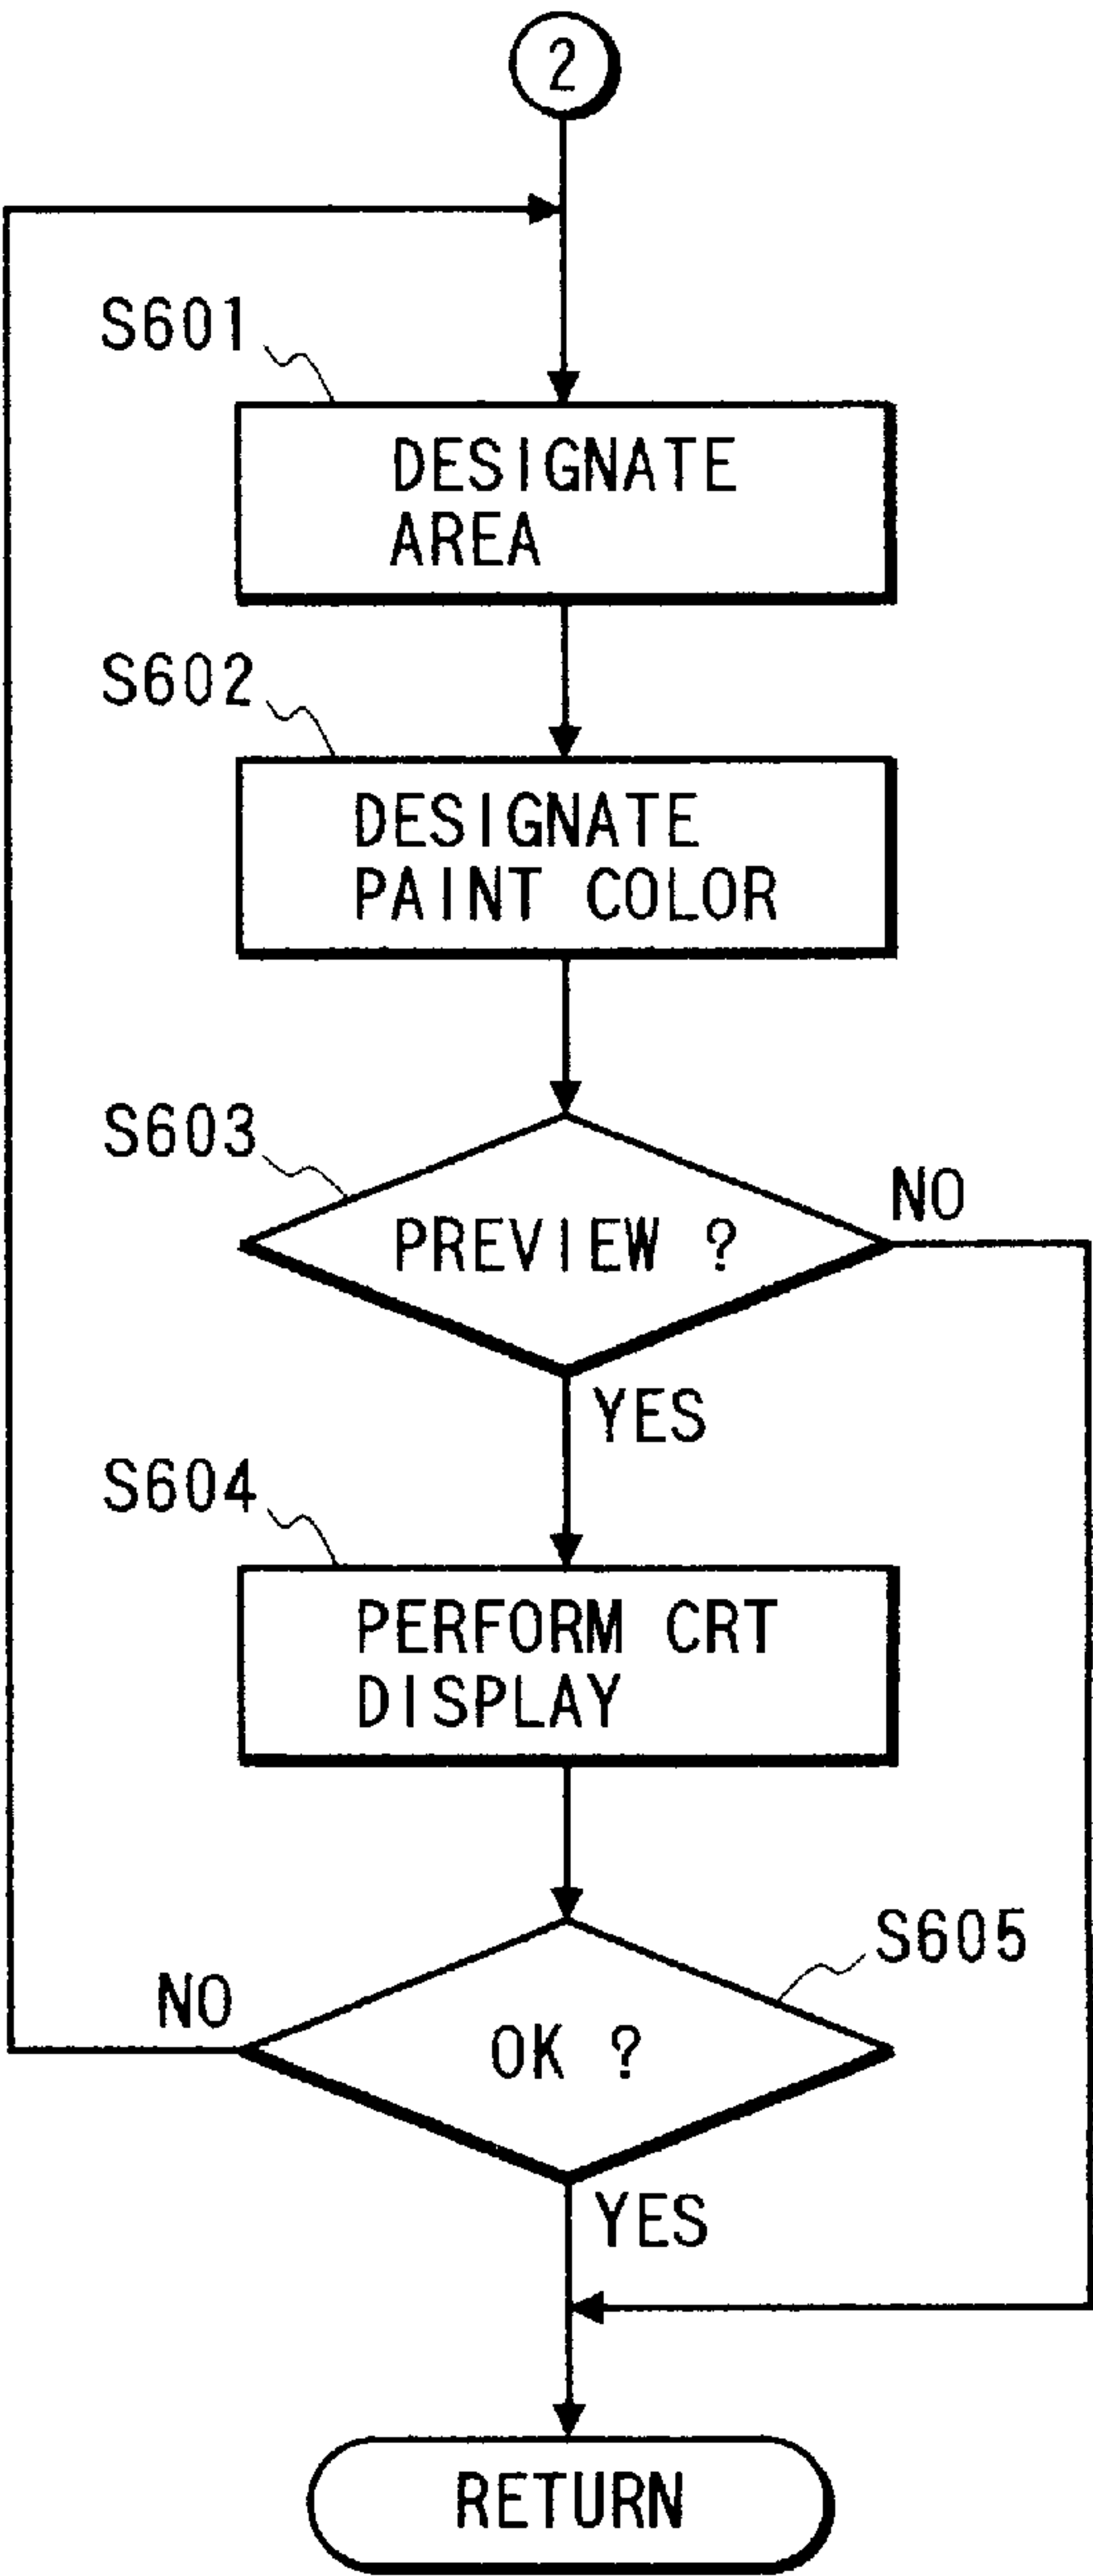 2
S601
DESIGNATE
AREA
S602
DESIGNATE
PAINT COLOR
S603
PREVIEW ?
NO
YES
S604
PERFORM CRT
DISPLAY
S605
NO
OK ?
YES
RETURN